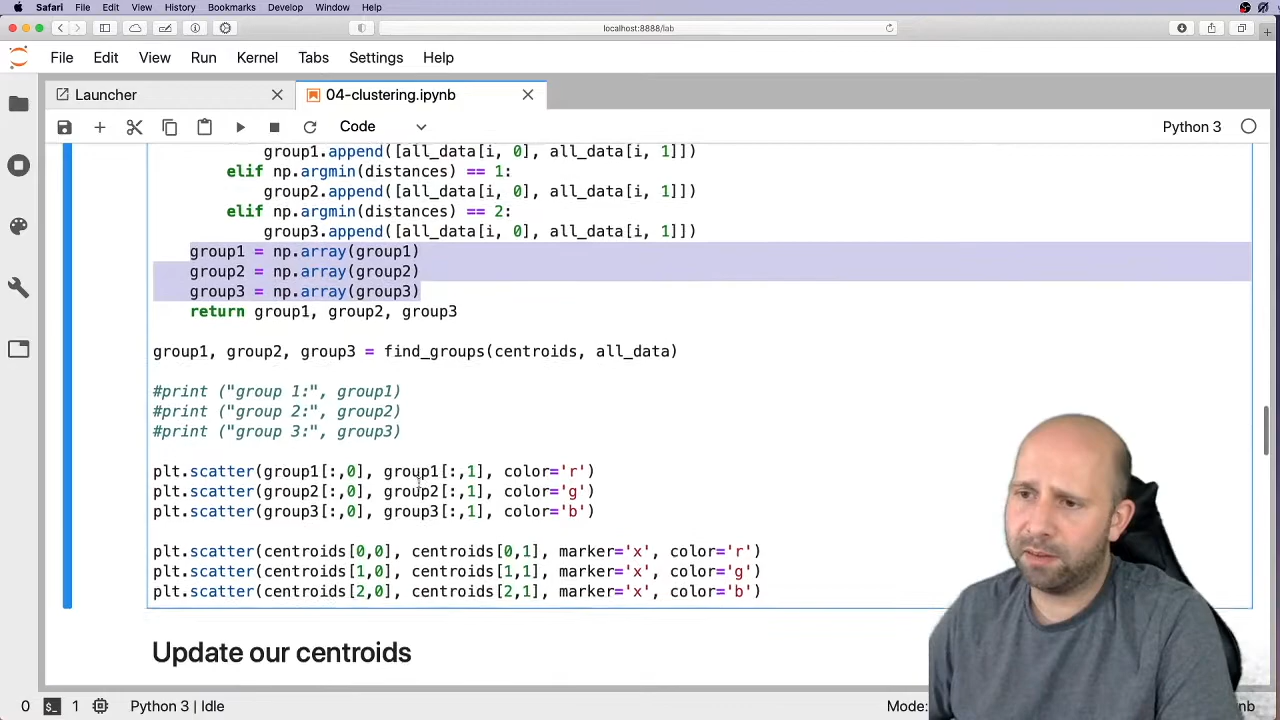 Safari File Edit View History Bookmarks Develop Window Help
localhost:8888/lab
File Edit View Run Kernel Tabs Settings Help
Launcher 04-clustering.ipynb
Code Python 3
group1.append([all_data[i, 0], all_data[i, 1]])
elif np.argmin(distances) == 1:
group2.append([all_data[i, 0], all_data[i, 1]])
elif np.argmin(distances) == 2:
group3.append([all_data[i, 0], all_data[i, 1]])
group1 = np.array(group1)
group2 = np.array(group2)
group3 = np.array(group3)
return group1, group2, group3
group1, group2, group3 = find_groups(centroids, all_data)
#print ("group 1:", group1)
#print ("group 2:", group2)
#print ("group 3:", group3)
plt.scatter(group1[:,0], group1[:,1], color='r')
plt.scatter(group2[:,0], group2[:,1], color='g')
plt.scatter(group3[:,0], group3[:,1], color='b')
plt.scatter(centroids[0,0], centroids[0,1], marker='x', color='r')
plt.scatter(centroids[1,0], centroids[1,1], marker='x', color='g')
plt.scatter(centroids[2,0], centroids[2,1], marker='x', color='b')
Update our centroids
0 $_ 1 Python 3 | Idle Mode: nb